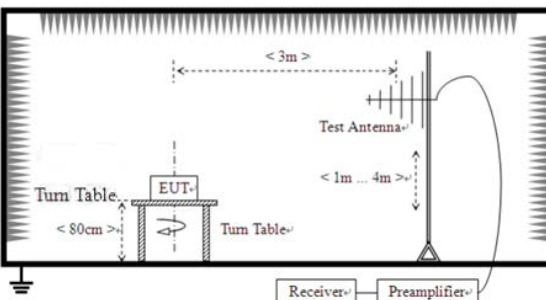 < 3m >
Test Antenna
< 1m ... 4m >
EUT
Turn Table
< 80cm >
Turn Table
Receiver
Preamplifier